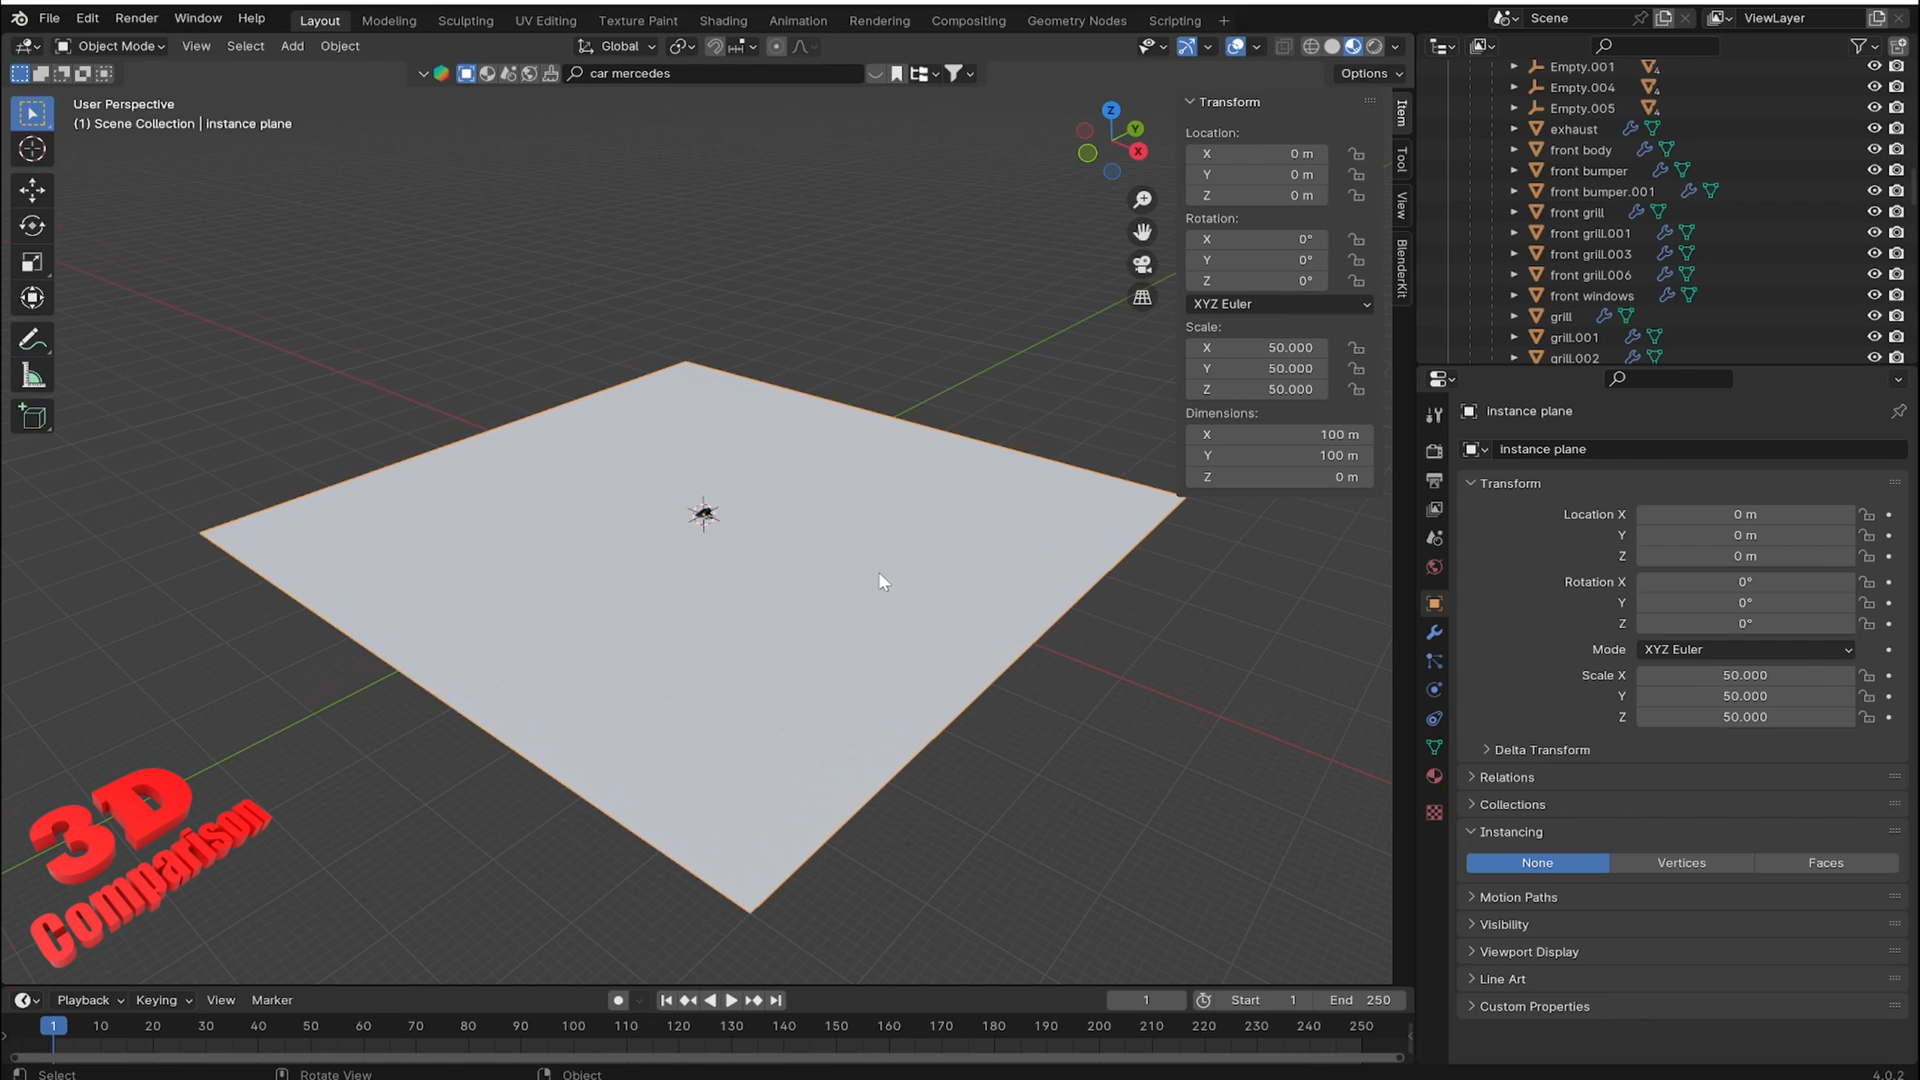 File Edit Render Window Help Layout Modeling Sculpting UV Editing Texture Paint Shading Animation Rendering Compositing Geometry Nodes Scripting + Scene ViewLayer
Object Mode View Select Add Object Global
car mercedes Options
User Perspective
(1) Scene Collection | instance plane
Z
Y
X
Transform
Location:
X 0 m
Y 0 m
Z 0 m
Rotation:
X 0°
Y 0°
Z 0°
XYZ Euler
Scale:
X 50.000
Y 50.000
Z 50.000
Dimensions:
X 100 m
Y 100 m
Z 0 m
Item
Tool
View
BlenderKit
Empty.001 4
Empty.004 4
Empty.005 4
exhaust
front body
front bumper
front bumper.001
front grill
front grill.001
front grill.003
front grill.006
front windows
grill
grill.001
grill.002
instance plane
instance plane
Transform
Location X 0 m
Y 0 m
Z 0 m
Rotation X 0°
Y 0°
Z 0°
Mode XYZ Euler
Scale X 50.000
Y 50.000
Z 50.000
Delta Transform
Relations
Collections
Instancing
None Vertices Faces
Motion Paths
Visibility
Viewport Display
Line Art
Custom Properties
3D
Comparison
Playback Keying View Marker 1 Start 1 End 250
1 10 20 30 40 50 60 70 80 90 100 110 120 130 140 150 160 170 180 190 200 210 220 230 240 250
Select Rotate View Object 4.0.2